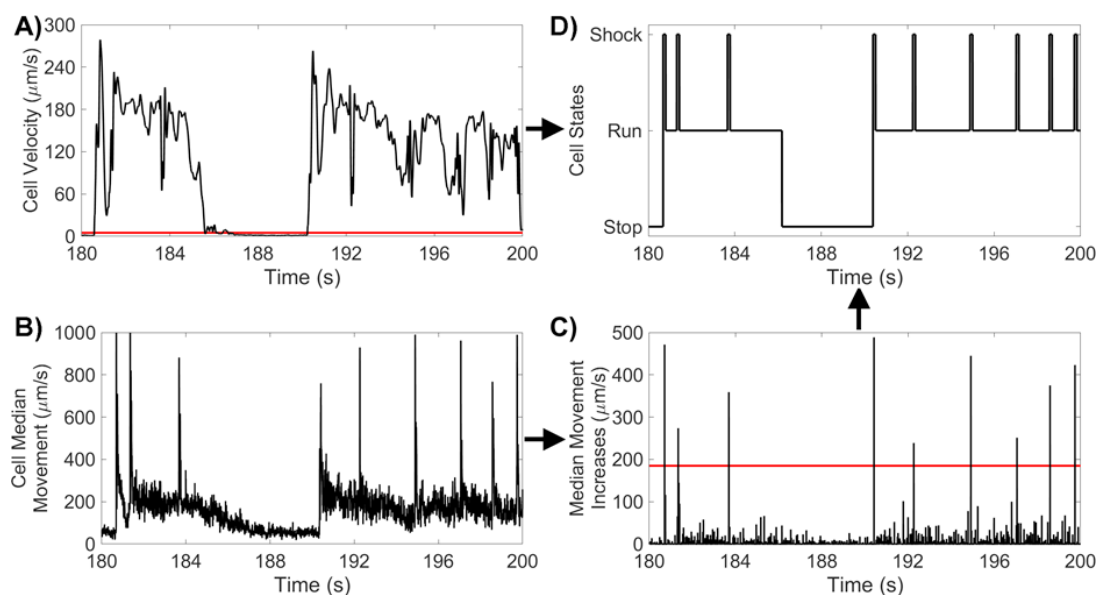 A)
Cell Velocity (μm/s)
300
240
180
120
60
0
180 184 188 192 196 200
Time (s)
D)
Cell States
Shock
Run
Stop
180 184 188 192 196 200
Time (s)
B)
Cell Median
Movement (μm/s)
1000
800
600
400
200
0
180 184 188 192 196 200
Time (s)
C)
Median Movement
Increases (μm/s)
500
400
300
200
100
0
180 184 188 192 196 200
Time (s)